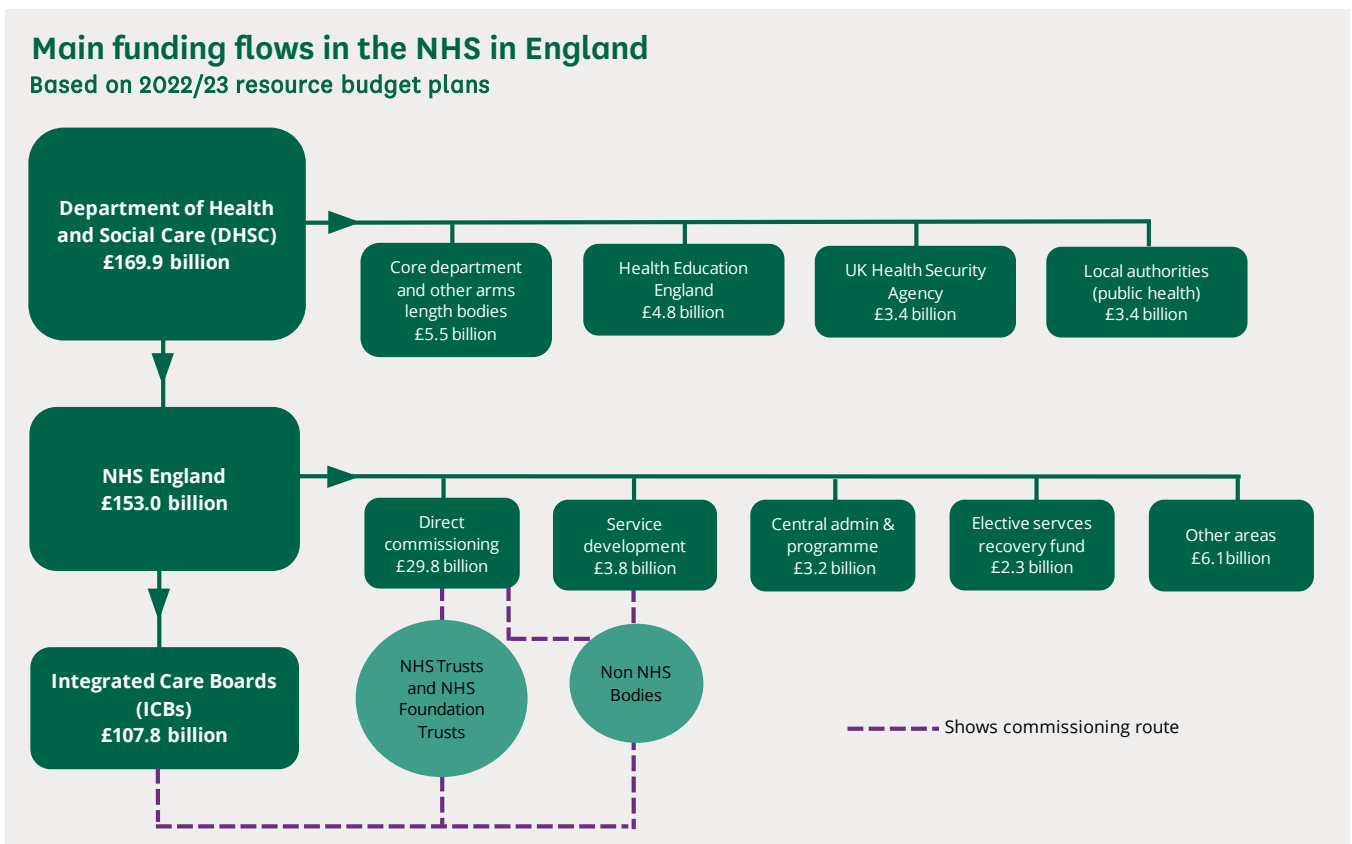 Main funding flows in the NHS in England
Based on 2022/23 resource budget plans
Department of Health
and Social Care (DHSC)
£169.9 billion
Core department
and other arms
length bodies
£5.5 billion
Health Education
England
£4.8 billion
UK Health Security
Agency
£3.4 billion
Local authorities
(public health)
£3.4 billion
NHS England
£153.0 billion
Direct
commissioning
£29.8 billion
Service
development
£3.8 billion
Central admin &
programme
£3.2 billion
Elective servces
recovery fund
£2.3 billion
Other areas
£6.1billion
Integrated Care Boards
(ICBs)
£107.8 billion
NHS Trusts
and NHS
Foundation
Trusts
Non NHS
Bodies
Shows commissioning route